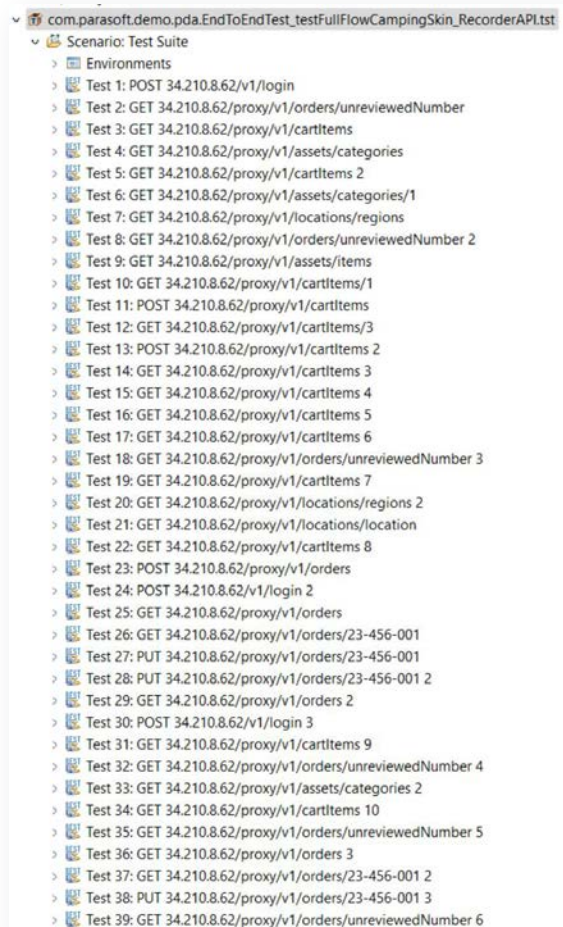 com.parasoft.demo.pda.EndToEndTest_testFullFlowCampingSkin_RecorderAPI.tst
Scenario: Test Suite
Environments
Test 1: POST 34.210.8.62/v1/login
Test 2: GET 34.210.8.62/proxy/v1/orders/unreviewedNumber
Test 3: GET 34.210.8.62/proxy/v1/cartItems
Test 4: GET 34.210.8.62/proxy/v1/assets/categories
Test 5: GET 34.210.8.62/proxy/v1/cartItems 2
Test 6: GET 34.210.8.62/proxy/v1/assets/categories/1
Test 7: GET 34.210.8.62/proxy/v1/locations/regions
Test 8: GET 34.210.8.62/proxy/v1/orders/unreviewedNumber 2
Test 9: GET 34.210.8.62/proxy/v1/assets/items
Test 10: GET 34.210.8.62/proxy/v1/cartItems/1
Test 11: POST 34.210.8.62/proxy/v1/cartItems
Test 12: GET 34.210.8.62/proxy/v1/cartItems/3
Test 13: POST 34.210.8.62/proxy/v1/cartItems 2
Test 14: GET 34.210.8.62/proxy/v1/cartItems 3
Test 15: GET 34.210.8.62/proxy/v1/cartItems 4
Test 16: GET 34.210.8.62/proxy/v1/cartItems 5
Test 17: GET 34.210.8.62/proxy/v1/cartItems 6
Test 18: GET 34.210.8.62/proxy/v1/orders/unreviewedNumber 3
Test 19: GET 34.210.8.62/proxy/v1/cartItems 7
Test 20: GET 34.210.8.62/proxy/v1/locations/regions 2
Test 21: GET 34.210.8.62/proxy/v1/locations/location
Test 22: GET 34.210.8.62/proxy/v1/cartItems 8
Test 23: POST 34.210.8.62/proxy/v1/orders
Test 24: POST 34.210.8.62/v1/login 2
Test 25: GET 34.210.8.62/proxy/v1/orders
Test 26: GET 34.210.8.62/proxy/v1/orders/23-456-001
Test 27: PUT 34.210.8.62/proxy/v1/orders/23-456-001
Test 28: PUT 34.210.8.62/proxy/v1/orders/23-456-001 2
Test 29: GET 34.210.8.62/proxy/v1/orders 2
Test 30: POST 34.210.8.62/v1/login 3
Test 31: GET 34.210.8.62/proxy/v1/cartItems 9
Test 32: GET 34.210.8.62/proxy/v1/orders/unreviewedNumber 4
Test 33: GET 34.210.8.62/proxy/v1/assets/categories 2
Test 34: GET 34.210.8.62/proxy/v1/cartItems 10
Test 35: GET 34.210.8.62/proxy/v1/orders/unreviewedNumber 5
Test 36: GET 34.210.8.62/proxy/v1/orders 3
Test 37: GET 34.210.8.62/proxy/v1/orders/23-456-001 2
Test 38: PUT 34.210.8.62/proxy/v1/orders/23-456-001 3
Test 39: GET 34.210.8.62/proxy/v1/orders/unreviewedNumber 6